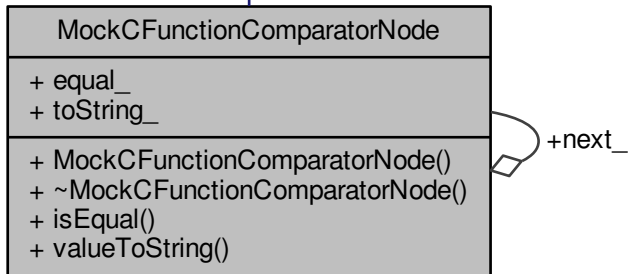 MockCFunctionComparatorNode
+ equal_
+ toString_
+ MockCFunctionComparatorNode()
+ ~MockCFunctionComparatorNode()
+ isEqual()
+ valueToString()
+next_